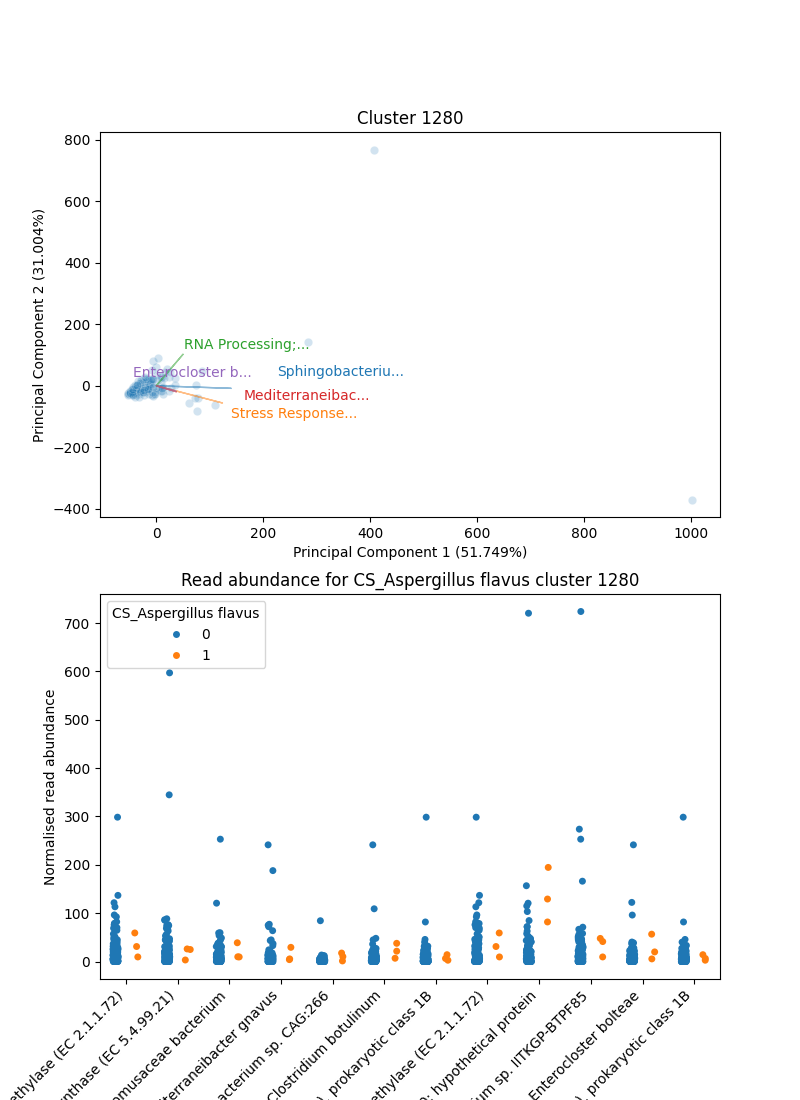 Cluster 1280
800
600
400
200
0
−200
−400
Principal Component 2 (31.004%)
RNA Processing;...
Enterocloster b...
Sphingobacteriu...
Mediterraneibac...
Stress Response...
0 200 400 600 800 1000
Principal Component 1 (51.749%)
Read abundance for CS_Aspergillus flavus cluster 1280
CS_Aspergillus flavus
0
1
700
600
500
400
300
200
100
0
Normalised read abundance
ethylase (EC 2.1.1.72)
ynthase (EC 5.4.99.21)
omusaceae bacterium
iterraneibacter gnavus
acterium sp. CAG:266
Clostridium botulinum
), prokaryotic class 1B
ethylase (EC 2.1.1.72)
: hypothetical protein
ium sp. IITKGP-BTPF85
Enterocloster bolteae
), prokaryotic class 1B